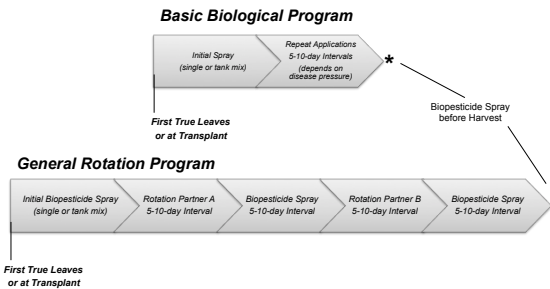 Basic Biological Program
Initial Spray
(single or tank mix)
Repeat Applications
5-10-day Intervals
(depends on
disease pressure)
*
First True Leaves
or at Transplant
Biopesticide Spray
before Harvest
General Rotation Program
Initial Biopesticide Spray
(single or tank mix)
Rotation Partner A
5-10-day Interval
Biopesticide Spray
5-10-day Interval
Rotation Partner B
5-10-day Interval
Biopesticide Spray
5-10-day Interval
First True Leaves
or at Transplant